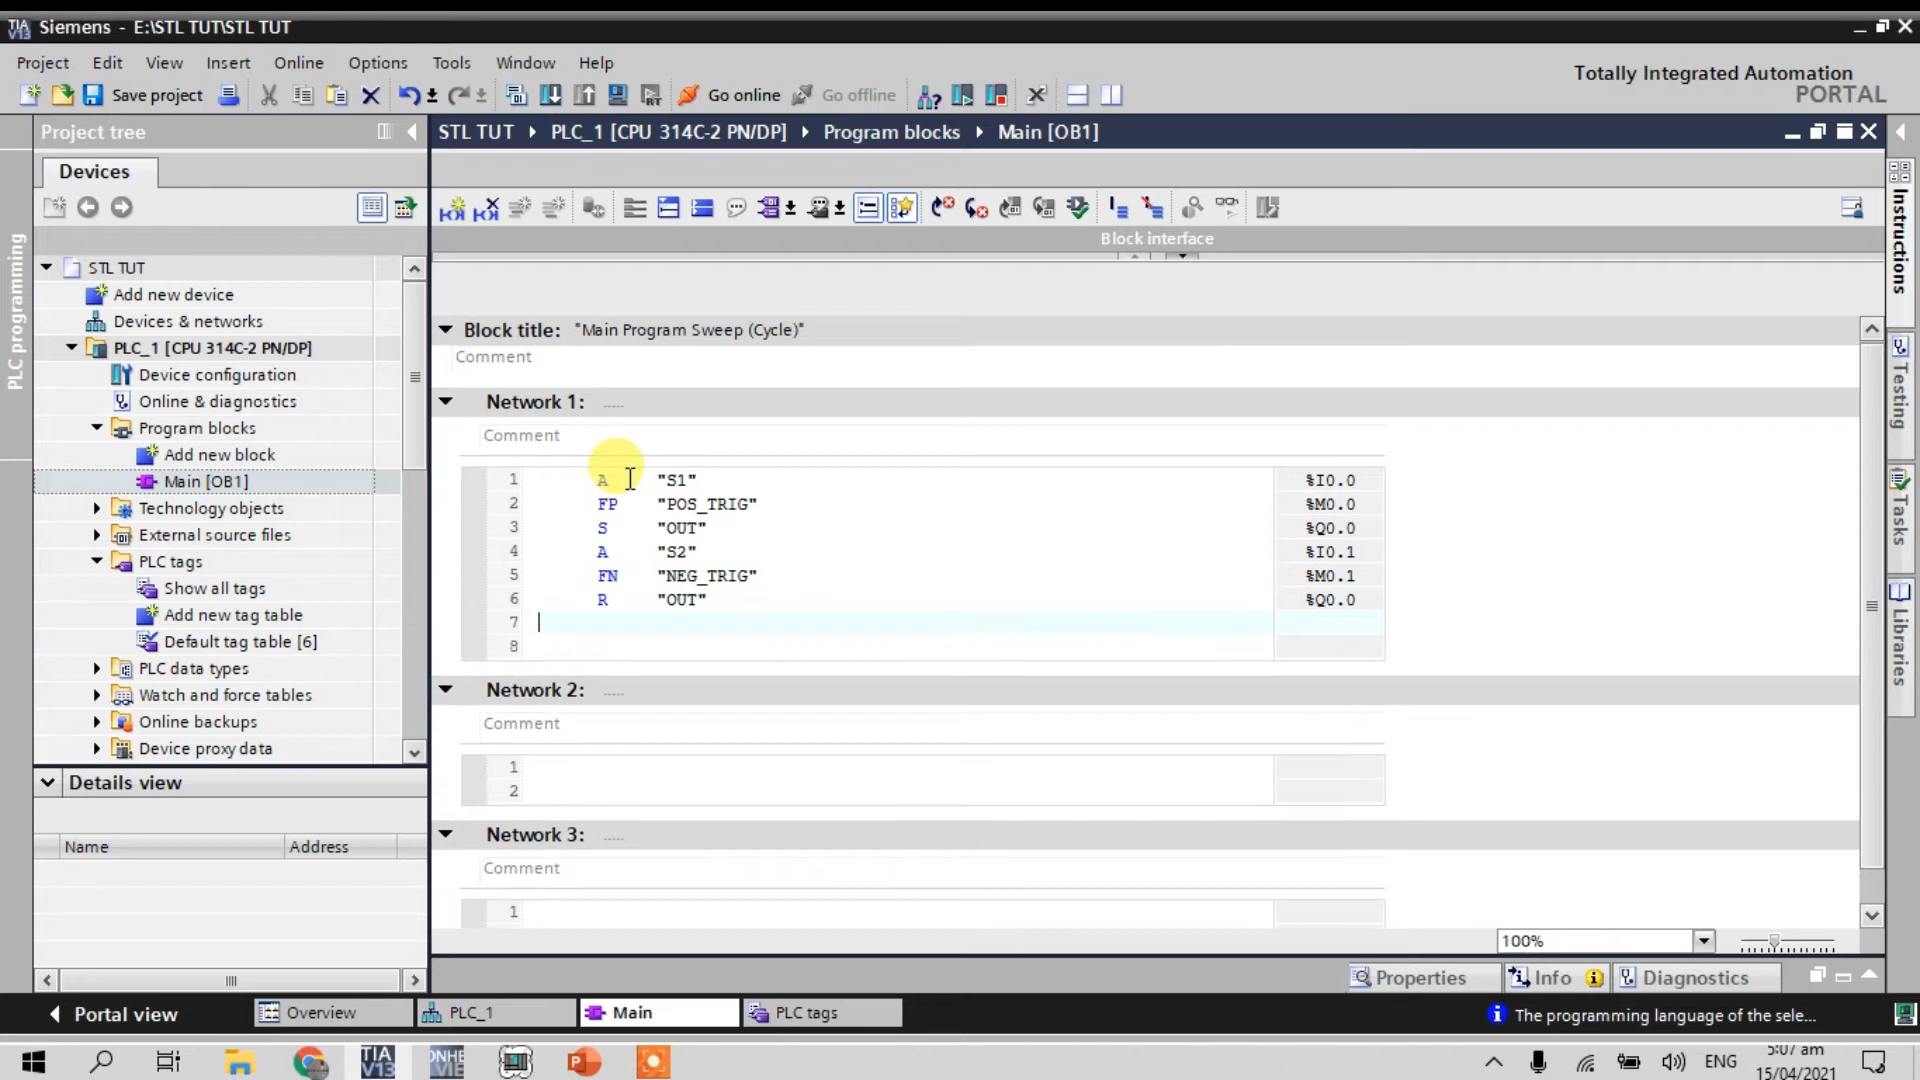 TIA V13 Siemens - E:\STL TUT\STL TUT
Project Edit View Insert Online Options Tools Window Help
Totally Integrated Automation
PORTAL
Save project Go online Go offline
Project tree
STL TUT PLC_1 [CPU 314C-2 PN/DP] Program blocks Main [OB1]
Devices
Block interface
PLC programming
STL TUT
Add new device
Devices & networks
PLC_1 [CPU 314C-2 PN/DP]
Device configuration
Online & diagnostics
Program blocks
Add new block
Main [OB1]
Technology objects
External source files
PLC tags
Show all tags
Add new tag table
Default tag table [6]
PLC data types
Watch and force tables
Online backups
Device proxy data
Details view
Name Address
Block title: "Main Program Sweep (Cycle)"
Comment
Network 1: .....
Comment
1 A "S1" %I0.0
2 FP "POS_TRIG" %M0.0
3 S "OUT" %Q0.0
4 A "S2" %I0.1
5 FN "NEG_TRIG" %M0.1
6 R "OUT" %Q0.0
7
8
Network 2: .....
Comment
1
2
Network 3: .....
Comment
1
100%
Instructions
Testing
Tasks
Libraries
Properties Info Diagnostics
Portal view Overview PLC_1 Main PLC tags The programming language of the sele...
TIA V13
ENG
5:07 am
15/04/2021